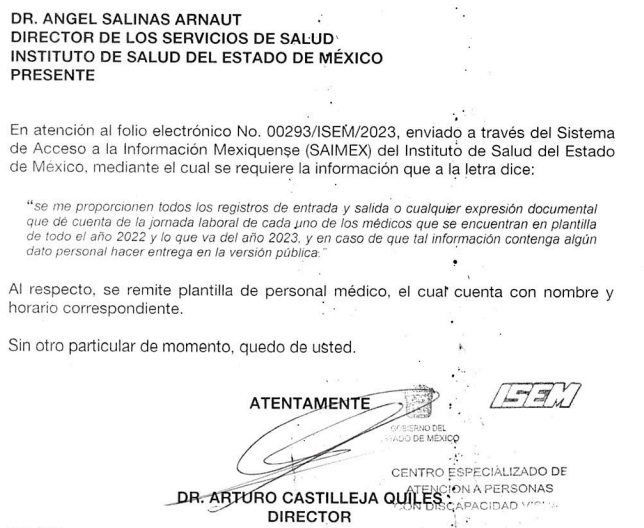 DR. ANGEL SALINAS ARNAUT
DIRECTOR DE LOS SERVICIOS DE SALUD
INSTITUTO DE SALUD DEL ESTADO DE MÉXICO
PRESENTE
En atención al folio electrónico No. 00293/ISEM/2023, enviado a través del Sistema
de Acceso a la Información Mexiquense (SAIMEX) del Instituto de Salud del Estado
de México, mediante el cual se requiere la información que a la letra dice:
"se me proporcionen todos los registros de entrada y salida o cualquier expresión documental
que dé cuenta de la jornada laboral de cada uno de los médicos que se encuentran en plantilla
de todo el año 2022 y lo que va del año 2023, y en caso de que tal información contenga algún
dato personal hacer entrega en la versión pública."
Al respecto, se remite plantilla de personal médico, el cual cuenta con nombre y
horario correspondiente.
Sin otro particular de momento, quedo de usted.
ATENTAMENTE
ISEM
GOBIERNO DEL
ESTADO DE MÉXICO
CENTRO ESPECIALIZADO DE
ATENCIÓN A PERSONAS
CON DISCAPACIDAD
DR. ARTURO CASTILLEJA QUILES
DIRECTOR